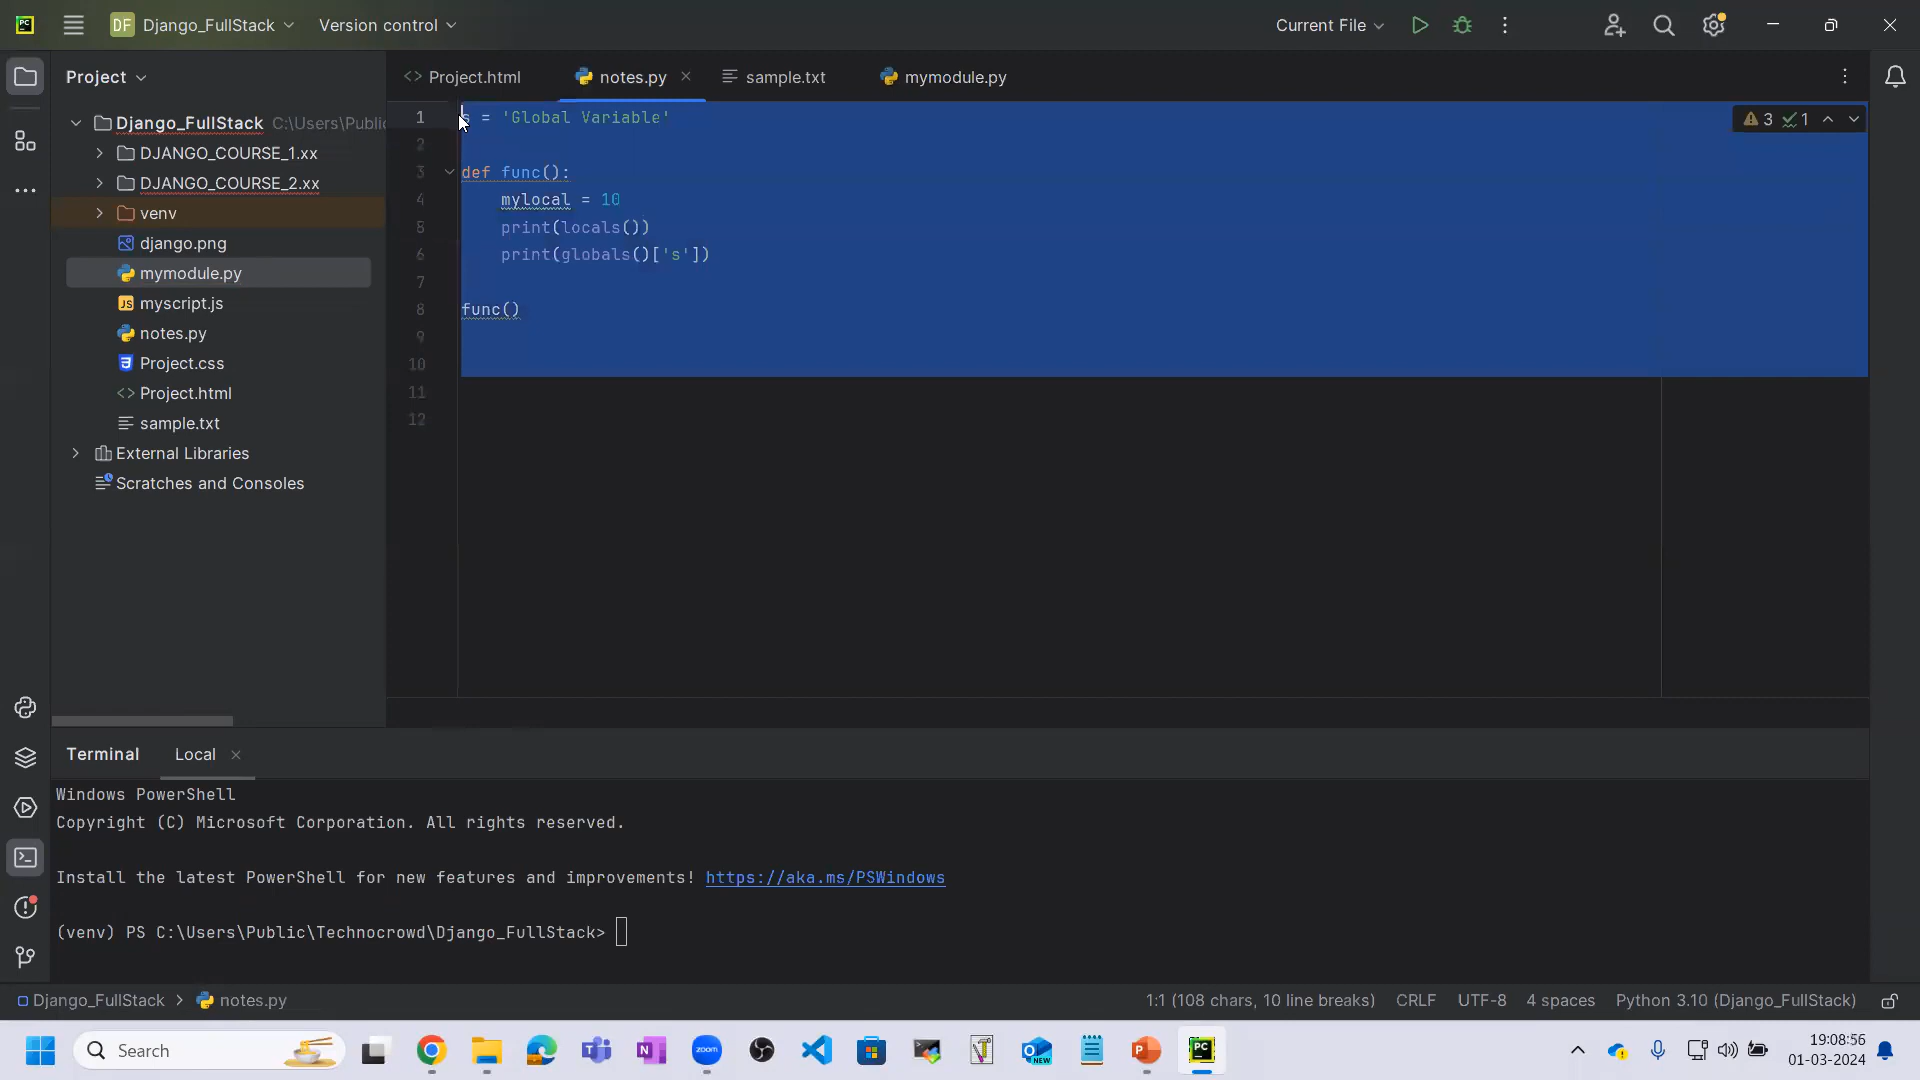 DF Django_FullStack Version control Current File
Project
Project.html notes.py sample.txt mymodule.py
Django_FullStack C:\Users\Public
DJANGO_COURSE_1.xx
DJANGO_COURSE_2.xx
venv
django.png
mymodule.py
myscript.js
notes.py
Project.css
Project.html
sample.txt
External Libraries
Scratches and Consoles
1 s = 'Global Variable'
2
3 def func():
4 mylocal = 10
5 print(locals())
6 print(globals()['s'])
7
8 func()
9
10
11
12
3 1
Terminal Local
Windows PowerShell
Copyright (C) Microsoft Corporation. All rights reserved.
Install the latest PowerShell for new features and improvements! https://aka.ms/PSWindows
(venv) PS C:\Users\Public\Technocrowd\Django_FullStack>
Django_FullStack > notes.py 1:1 (108 chars, 10 line breaks) CRLF UTF-8 4 spaces Python 3.10 (Django_FullStack)
Search
zoom
NEW
19:08:56
01-03-2024